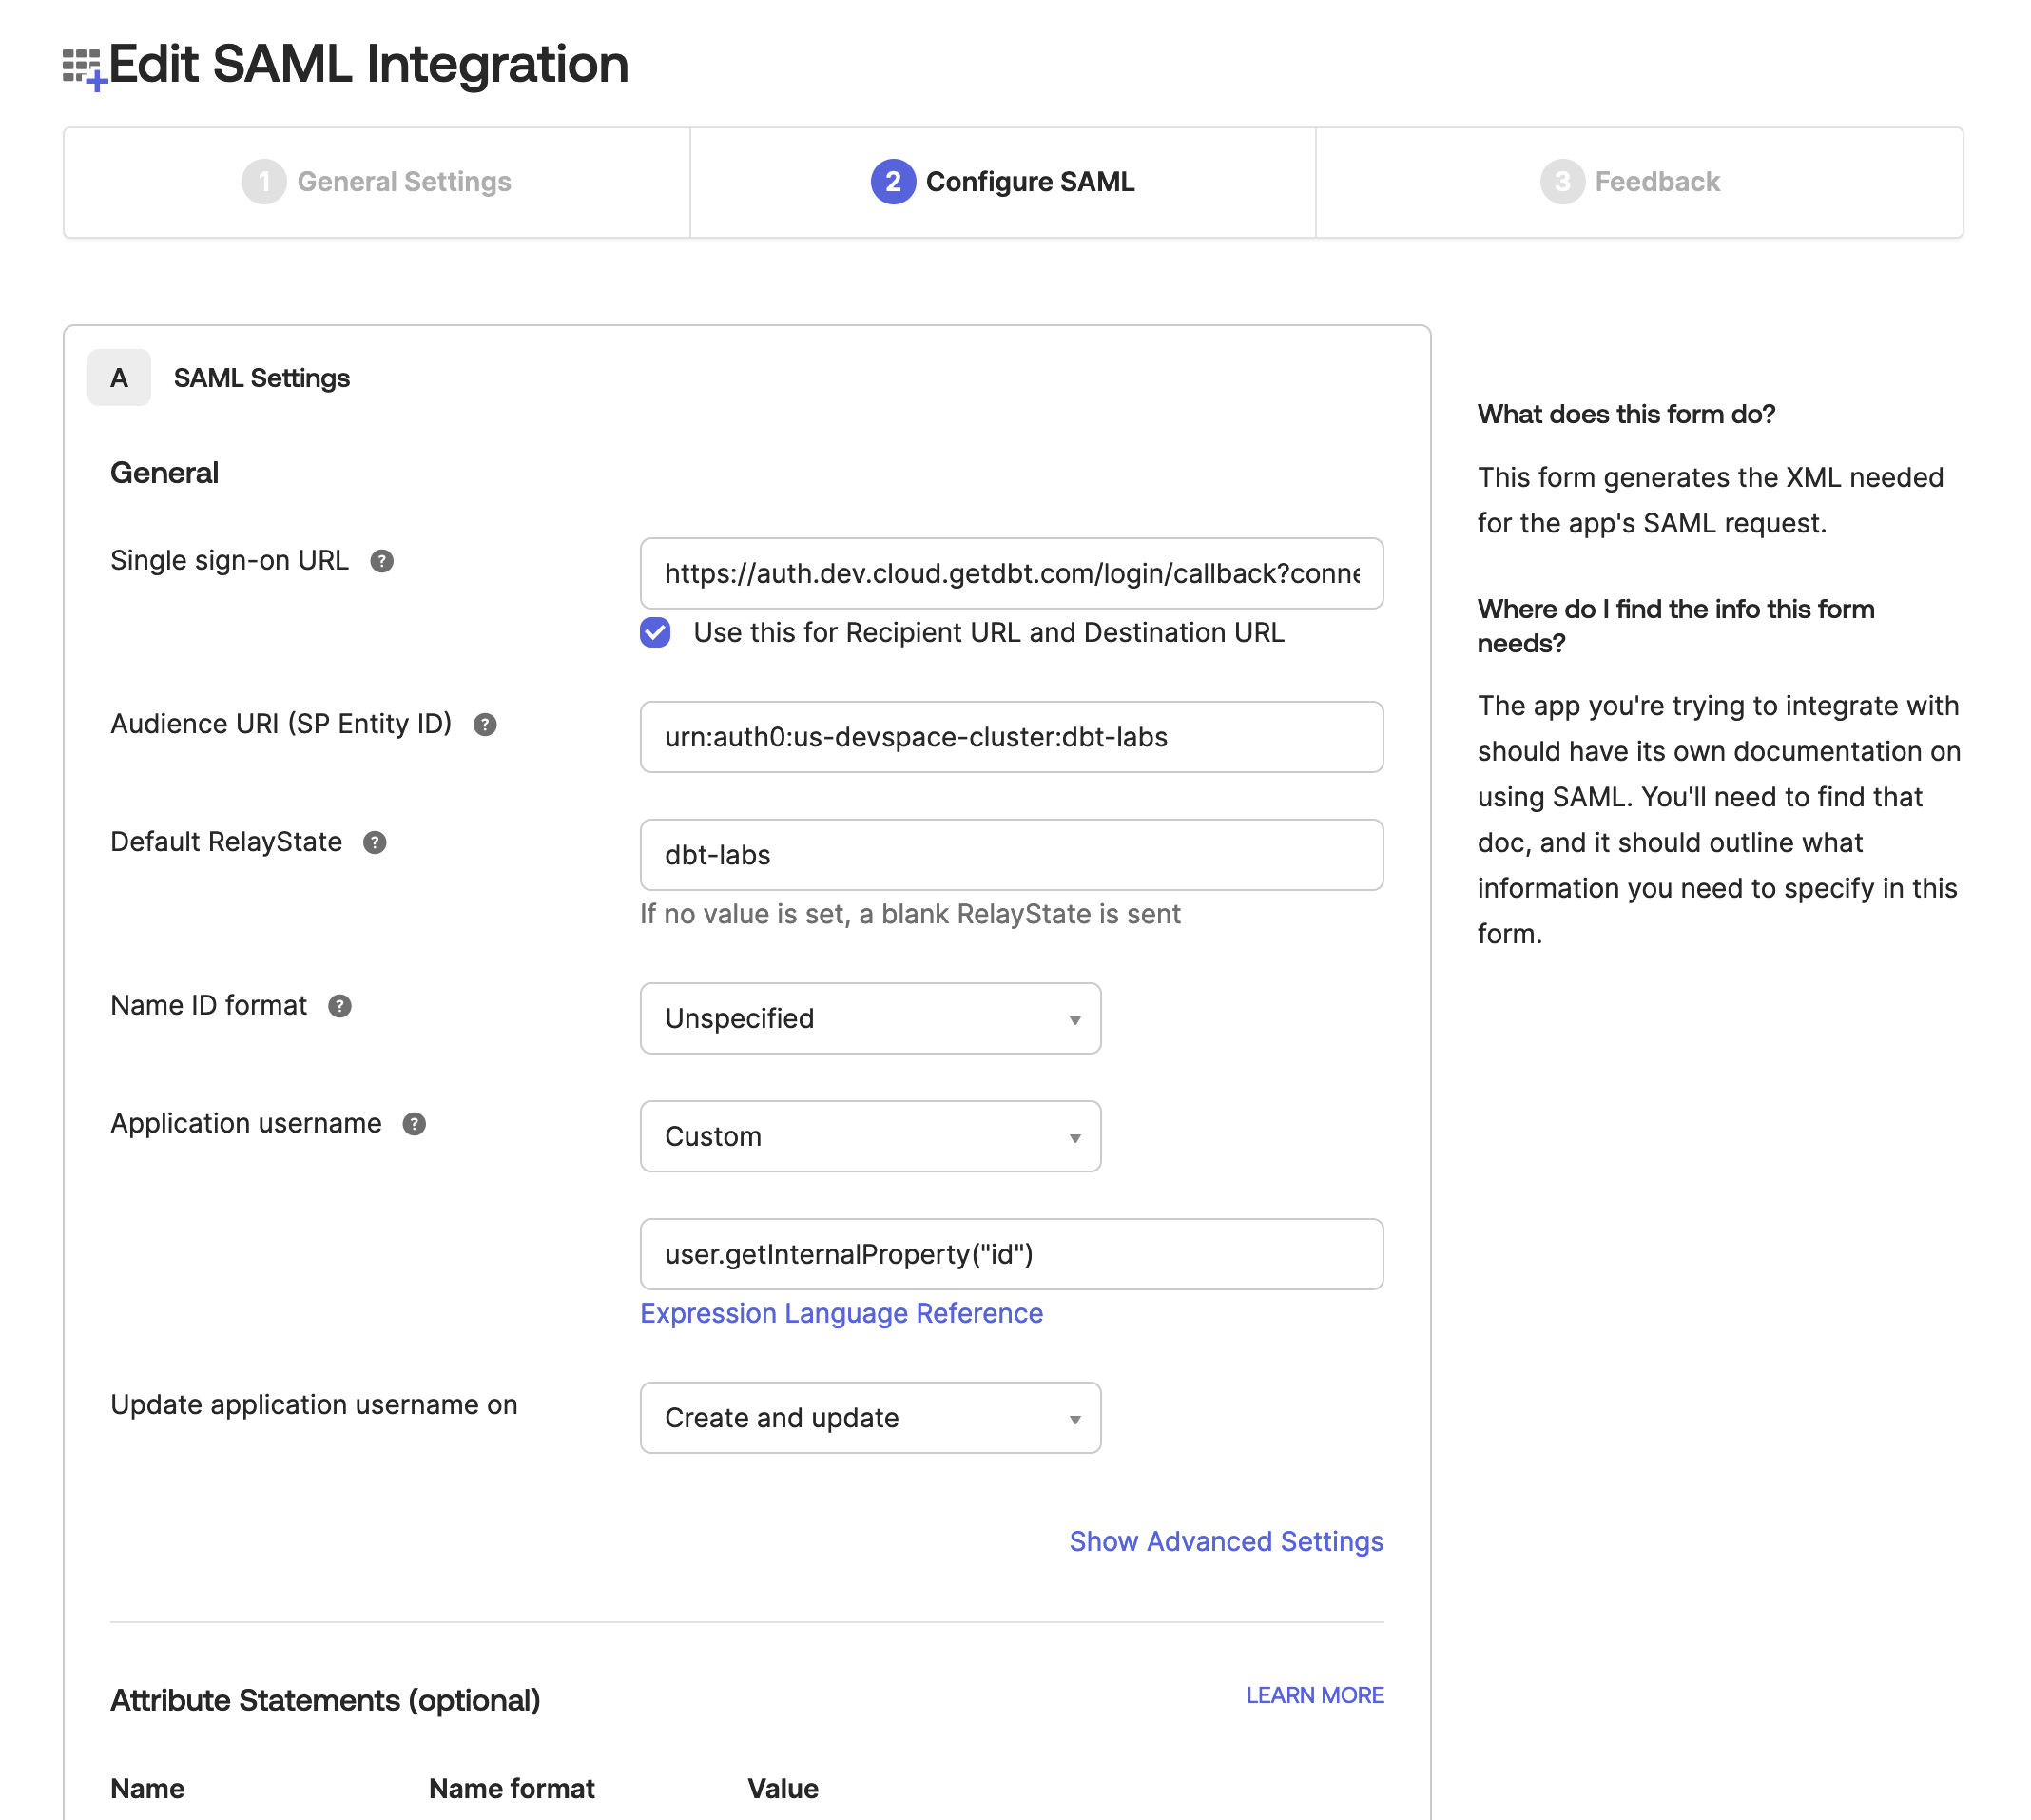 Edit SAML Integration
1 General Settings
2 Configure SAML
3 Feedback
A SAML Settings
General
Single sign-on URL ?
https://auth.dev.cloud.getdbt.com/login/callback?conne
Use this for Recipient URL and Destination URL
Audience URI (SP Entity ID) ?
urn:auth0:us-devspace-cluster:dbt-labs
Default RelayState ?
dbt-labs
If no value is set, a blank RelayState is sent
Name ID format ?
Unspecified
Application username ?
Custom
user.getInternalProperty("id")
Expression Language Reference
Update application username on
Create and update
Show Advanced Settings
Attribute Statements (optional)
LEARN MORE
Name
Name format
Value
What does this form do?
This form generates the XML needed
for the app's SAML request.
Where do I find the info this form
needs?
The app you're trying to integrate with
should have its own documentation on
using SAML. You'll need to find that
doc, and it should outline what
information you need to specify in this
form.